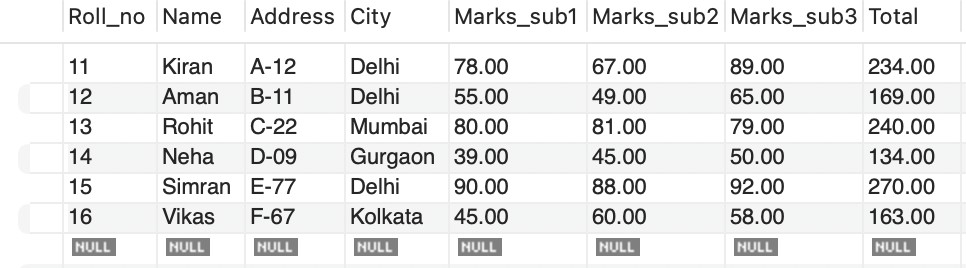 Roll_no Name Address City Marks_sub1 Marks_sub2 Marks_sub3 Total
11 Kiran A-12 Delhi 78.00 67.00 89.00 234.00
12 Aman B-11 Delhi 55.00 49.00 65.00 169.00
13 Rohit C-22 Mumbai 80.00 81.00 79.00 240.00
14 Neha D-09 Gurgaon 39.00 45.00 50.00 134.00
15 Simran E-77 Delhi 90.00 88.00 92.00 270.00
16 Vikas F-67 Kolkata 45.00 60.00 58.00 163.00
NULL NULL NULL NULL NULL NULL NULL NULL